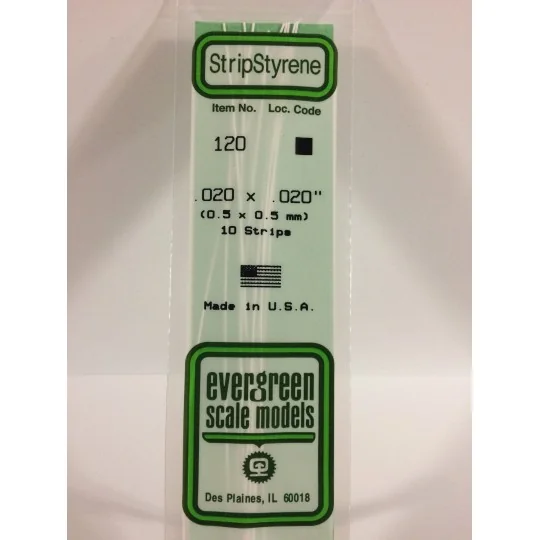 StripStyrene
Item No. Loc. Code
120
.020 x .020"
(0.5 x 0.5 mm)
10 Strips
Made in U.S.A.
evergreen
scale models
Des Plaines, IL 60018